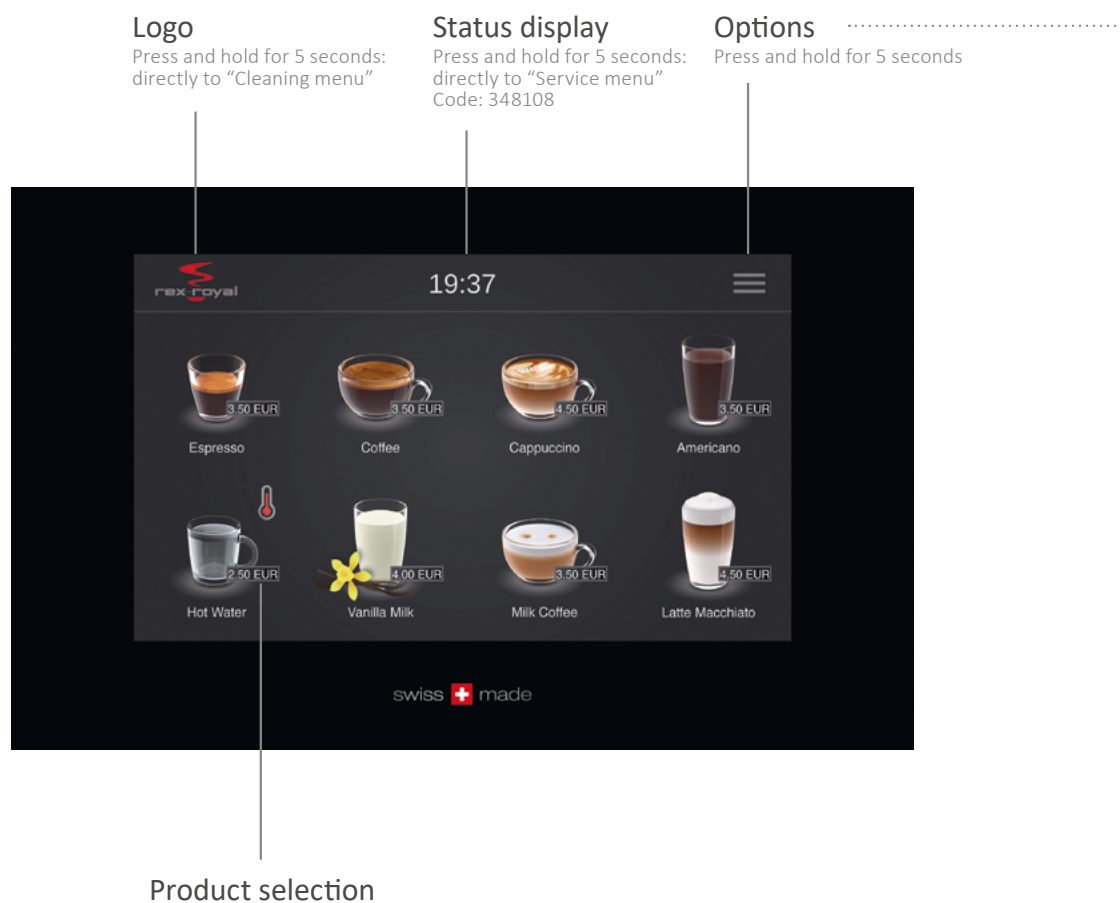 Logo
Press and hold for 5 seconds:
directly to “Cleaning menu”
Status display
Press and hold for 5 seconds:
directly to “Service menu”
Code: 348108
Options
Press and hold for 5 seconds
rex-royal
19:37
3.50 EUR
3.50 EUR
4.50 EUR
3.50 EUR
Espresso
Coffee
Cappuccino
Americano
2.50 EUR
4.00 EUR
3.50 EUR
4.50 EUR
Hot Water
Vanilla Milk
Milk Coffee
Latte Macchiato
swiss made
Product selection